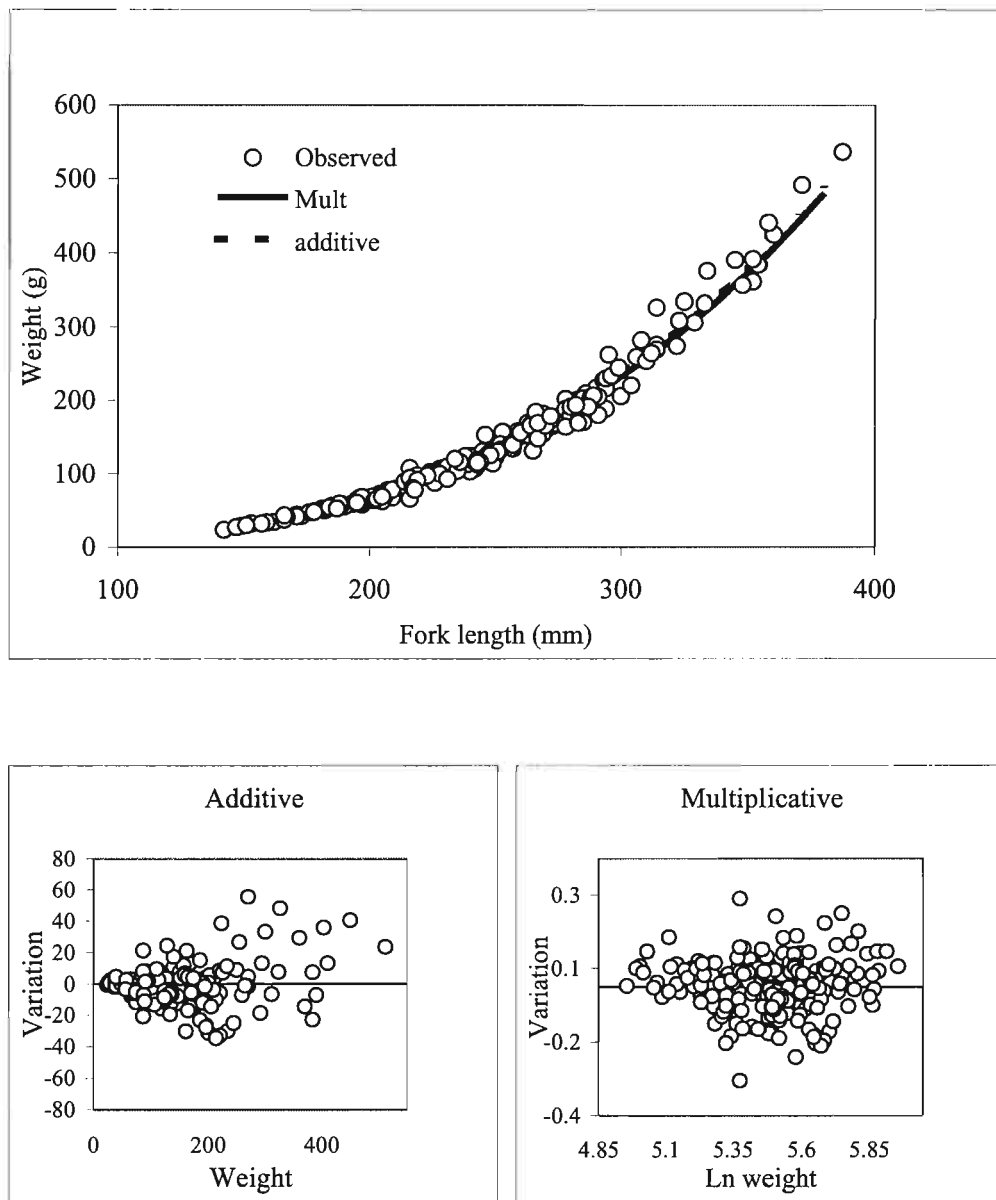 600
500
400
300
200
100
0
Observed
Mult
additive
Weight (g)
100 200 300 400
Fork length (mm)
Additive
80
60
40
20
0
-20
-40
-60
-80
Variation
0 200 400
Weight
Multiplicative
0.3
0.1
-0.2
-0.4
Variation
4.85 5.1 5.35 5.6 5.85
Ln weight